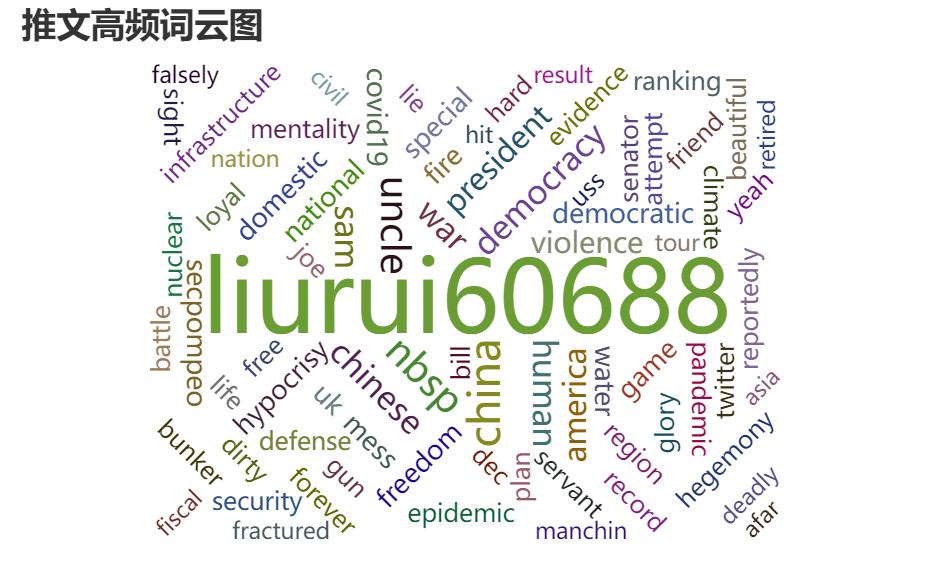 推文高频词云图
falsely
sight
infrastructure
civil
covid19
lie
special
hard
result
ranking
evidence
beautiful
retired
mentality
hit
nation
fire
president
senator
attempt
friend
loyal
domestic
national
sam
uncle
war
democracy
uss
democratic
climate
yeah
violence
tour
nuclear
joe
secpompeo
liurui60688
reportedly
battle
free
life
hypocrisy
chinese
nbsp
bill
china
human
america
water
game
pandemic
twitter
asia
glory
uk
mess
freedom
bunker
dirty
defense
gun
forever
dec
plan
servant
region
record
hegemony
deadly
fiscal
security
fractured
epidemic
manchin
afar